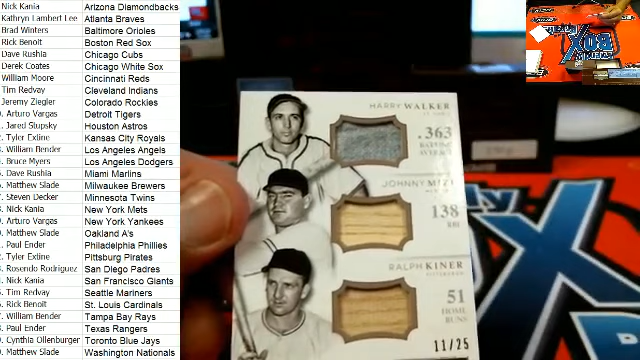 Nick Kania Arizona Diamondbacks
Kathryn Lambert Lee Atlanta Braves
Brad Winters Baltimore Orioles
Rick Benoit Boston Red Sox
Dave Rushia Chicago Cubs
Derek Coates Chicago White Sox
William Moore Cincinnati Reds
Tim Redvay Cleveland Indians
Jeremy Ziegler Colorado Rockies
Arturo Vargas Detroit Tigers
Jared Stupsky Houston Astros
Tyler Extine Kansas City Royals
William Bender Los Angeles Angels
Bruce Myers Los Angeles Dodgers
Dave Rushia Miami Marlins
Matthew Slade Milwaukee Brewers
Steven Decker Minnesota Twins
Nick Kania New York Mets
Arturo Vargas New York Yankees
Matthew Slade Oakland A's
Paul Ender Philadelphia Phillies
Tyler Extine Pittsburg Pirates
Rosendo Rodriguez San Diego Padres
Nick Kania San Francisco Giants
Tim Redvay Seattle Mariners
Rick Benoit St. Louis Cardinals
William Bender Tampa Bay Rays
Paul Ender Texas Rangers
Cynthia Ollenburger Toronto Blue Jays
Matthew Slade Washington Nationals
HARRY WALKER
.363
BATTING
AVERAGE
JOHNNY MIZE
138
RBI
RALPH KINER
51
HOME
RUNS
11/25
BOX